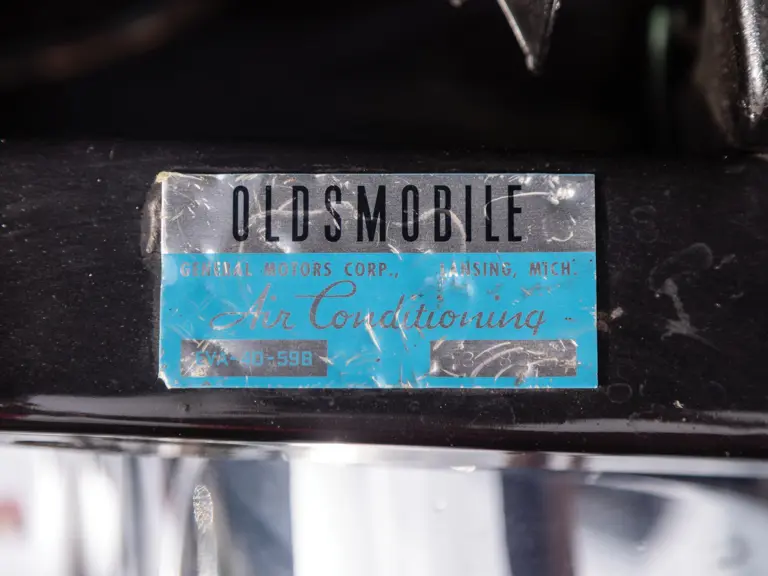 OLDSMOBILE
GENERAL MOTORS CORP., LANSING, MICH.
Air Conditioning